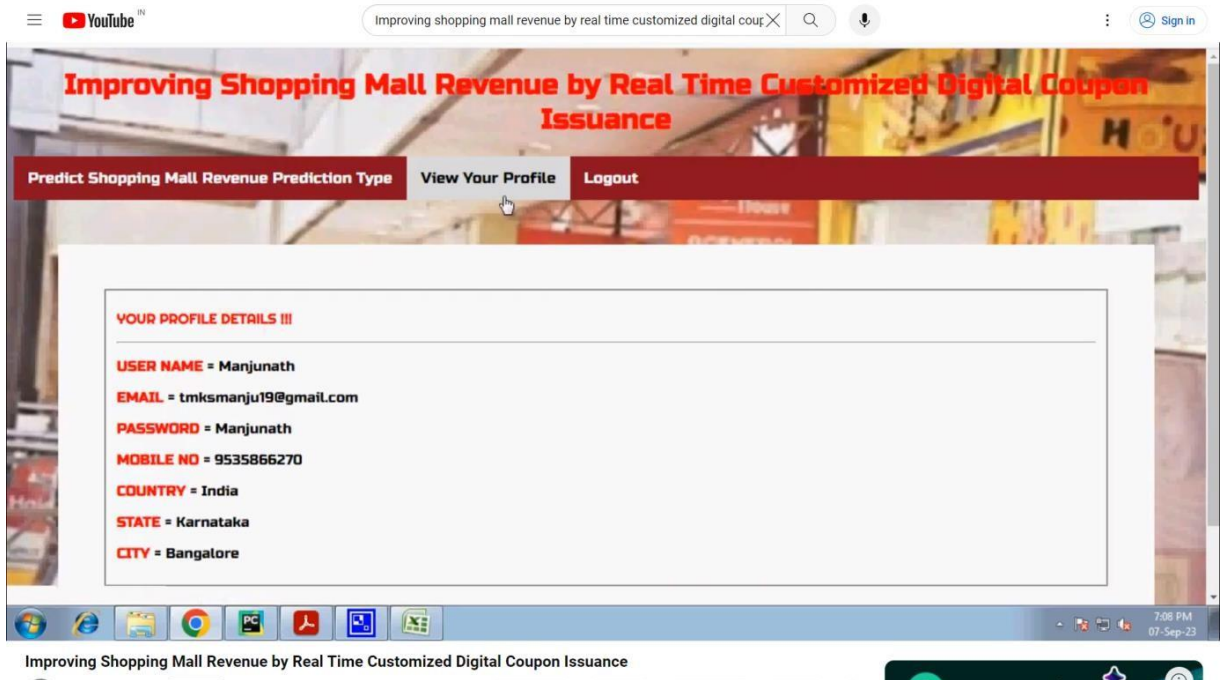 YouTube IN
Improving shopping mall revenue by real time customized digital coup
Sign in
Improving Shopping Mall Revenue by Real Time Customized Digital Coupon
Issuance
HOU
Predict Shopping Mall Revenue Prediction Type View Your Profile Logout
House
YOUR PROFILE DETAILS !!!
USER NAME = Manjunath
EMAIL = tmksmanju19@gmail.com
PASSWORD = Manjunath
MOBILE NO = 9535866270
COUNTRY = India
STATE = Karnataka
CITY = Bangalore
PC
7:08 PM
07-Sep-23
Improving Shopping Mall Revenue by Real Time Customized Digital Coupon Issuance